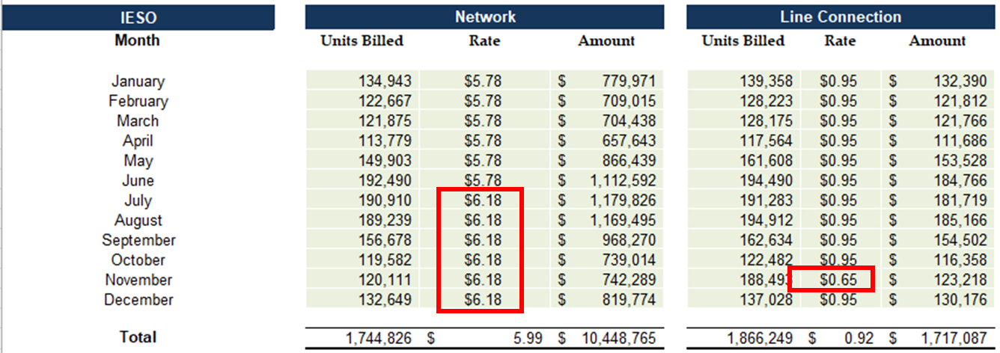 IESO Network Line Connection
Month Units Billed Rate Amount Units Billed Rate Amount
January 134,943 $5.78 $ 779,971 139,358 $0.95 $ 132,390
February 122,667 $5.78 $ 709,015 128,223 $0.95 $ 121,812
March 121,875 $5.78 $ 704,438 128,175 $0.95 $ 121,766
April 113,779 $5.78 $ 657,643 117,564 $0.95 $ 111,686
May 149,903 $5.78 $ 866,439 161,608 $0.95 $ 153,528
June 192,490 $5.78 $ 1,112,592 194,490 $0.95 $ 184,766
July 190,910 $6.18 $ 1,179,826 191,283 $0.95 $ 181,719
August 189,239 $6.18 $ 1,169,495 194,912 $0.95 $ 185,166
September 156,678 $6.18 $ 968,270 162,634 $0.95 $ 154,502
October 119,582 $6.18 $ 739,014 122,482 $0.95 $ 116,358
November 120,111 $6.18 $ 742,289 188,493 $0.65 $ 123,218
December 132,649 $6.18 $ 819,774 137,028 $0.95 $ 130,176
Total 1,744,826 $ 5.99 $ 10,448,765 1,866,249 $ 0.92 $ 1,717,087